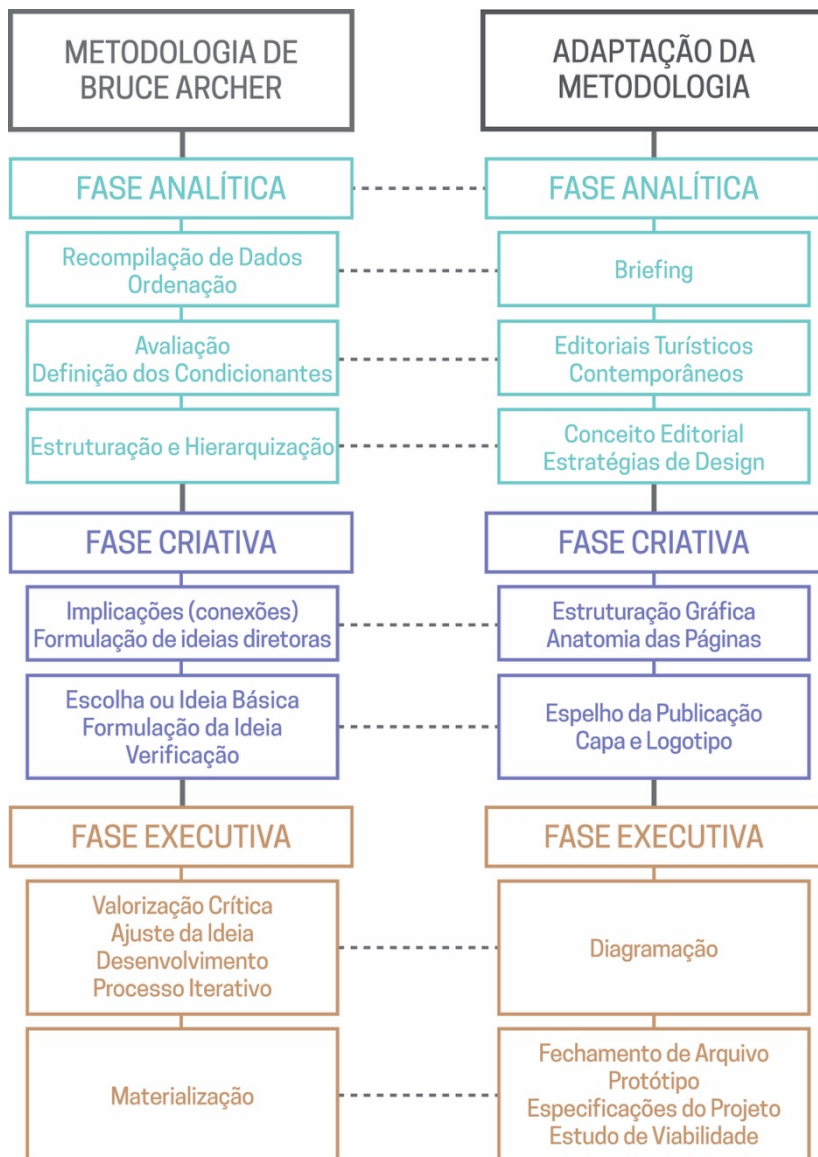 METODOLOGIA DE
BRUCE ARCHER
ADAPTAÇÃO DA
METODOLOGIA
FASE ANALÍTICA
FASE ANALÍTICA
Recompilação de Dados
Ordenação
Briefing
Avaliação
Definição dos Condicionantes
Editoriais Turísticos
Contemporâneos
Estruturação e Hierarquização
Conceito Editorial
Estratégias de Design
FASE CRIATIVA
FASE CRIATIVA
Implicações (conexões)
Formulação de ideias diretoras
Estruturação Gráfica
Anatomia das Páginas
Escolha ou Ideia Básica
Formulação da Ideia
Verificação
Espelho da Publicação
Capa e Logotipo
FASE EXECUTIVA
FASE EXECUTIVA
Valorização Crítica
Ajuste da Ideia
Desenvolvimento
Processo Iterativo
Diagramação
Materialização
Fechamento de Arquivo
Protótipo
Especificações do Projeto
Estudo de Viabilidade